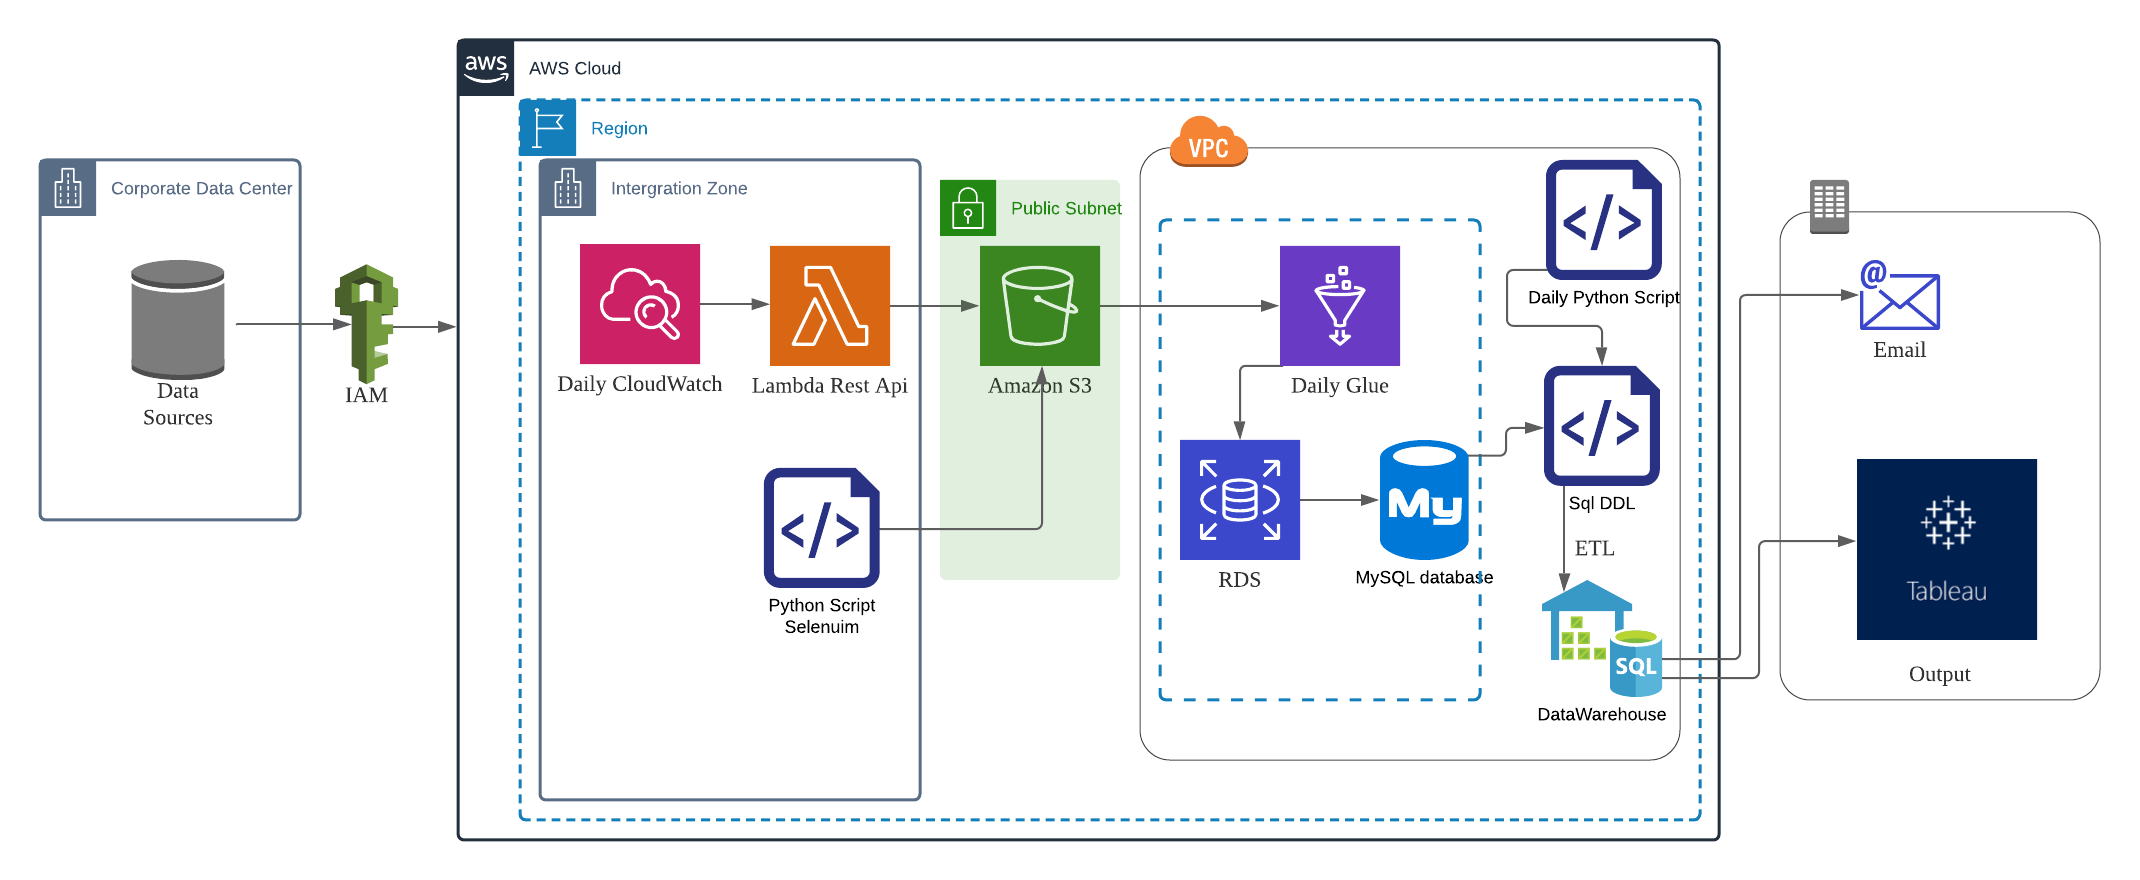 aws
AWS Cloud
Region
VPC
Corporate Data Center
Intergration Zone
Public Subnet
Daily Python Script
@
Email
Data
Sources
IAM
Daily CloudWatch
Lambda Rest Api
Amazon S3
Daily Glue
</>
</>
Sql DDL
My
RDS
MySQL database
ETL
</>
Python Script
Selenuim
SQL
DataWarehouse
Tableau
Output